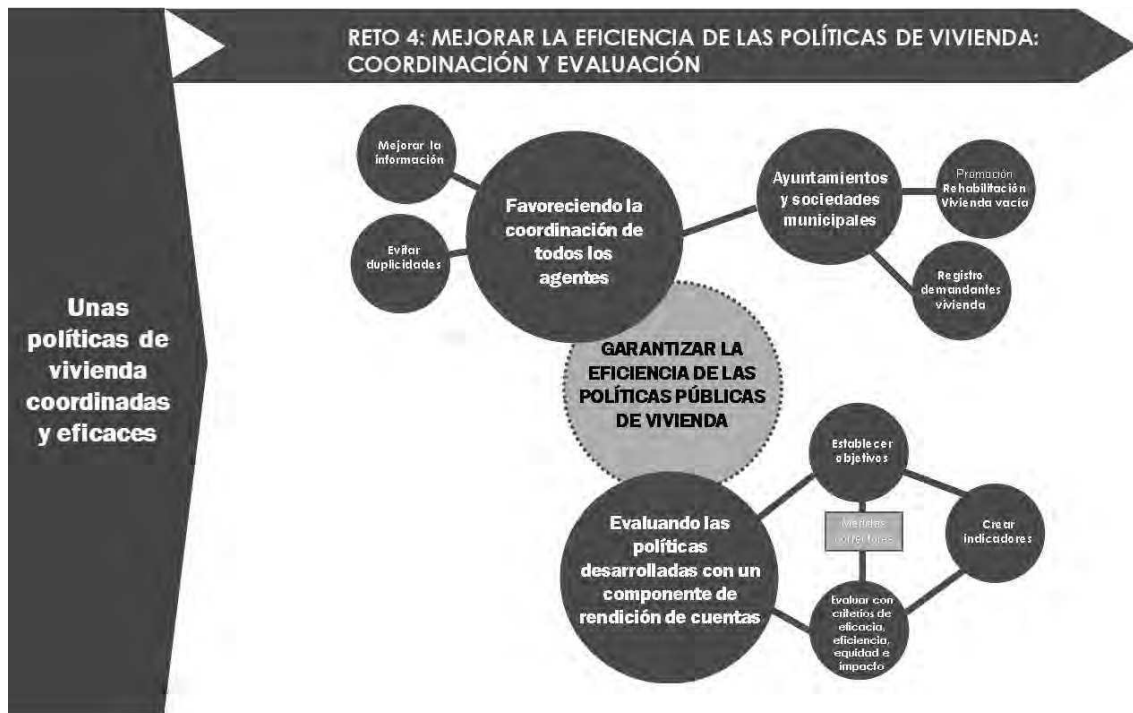 RETO 4: MEJORAR LA EFICIENCIA DE LAS POLÍTICAS DE VIVIENDA:
COORDINACIÓN Y EVALUACIÓN
Unas
políticas de
vivienda
coordinadas
y eficaces
Mejorar la
información
Evitar
duplicidades
Favoreciendo la
coordinación de
todos los
agentes
Ayuntamientos
y sociedades
municipales
Promoción
Rehabilitación
Vivienda vacía
Registro
demandantes
vivienda
GARANTIZAR LA
EFICIENCIA DE LAS
POLÍTICAS PÚBLICAS
DE VIVIENDA
Evaluando las
políticas
desarrolladas con un
componente de
rendición de cuentas
Establecer
objetivos
Medidas
correctoras
Crear
indicadores
Evaluar con
criterios de
eficacia,
eficiencia,
equidad e
impacto